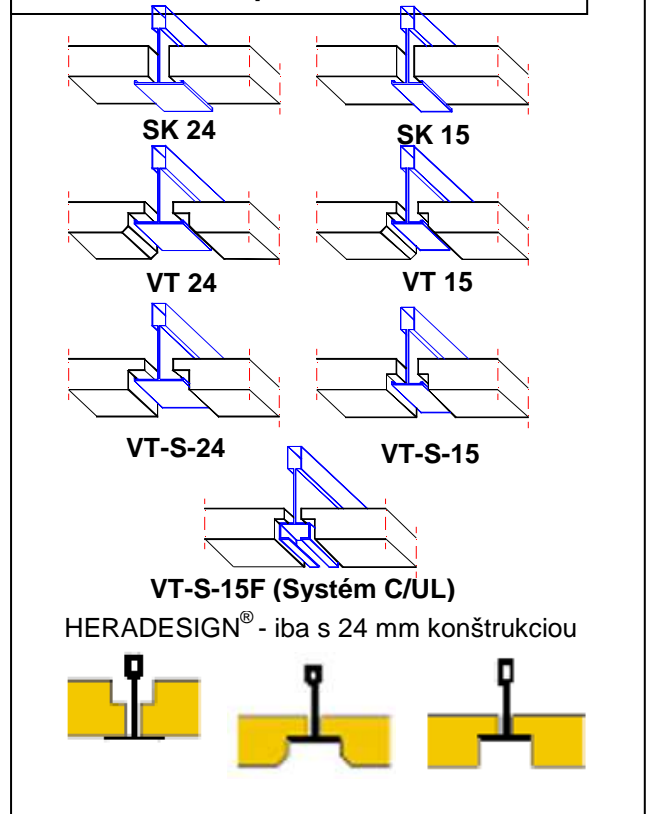 SK 24
SK 15
VT 24
VT 15
VT-S-24
VT-S-15
VT-S-15F (Systém C/UL)
HERADESIGN® - iba s 24 mm konštrukciou